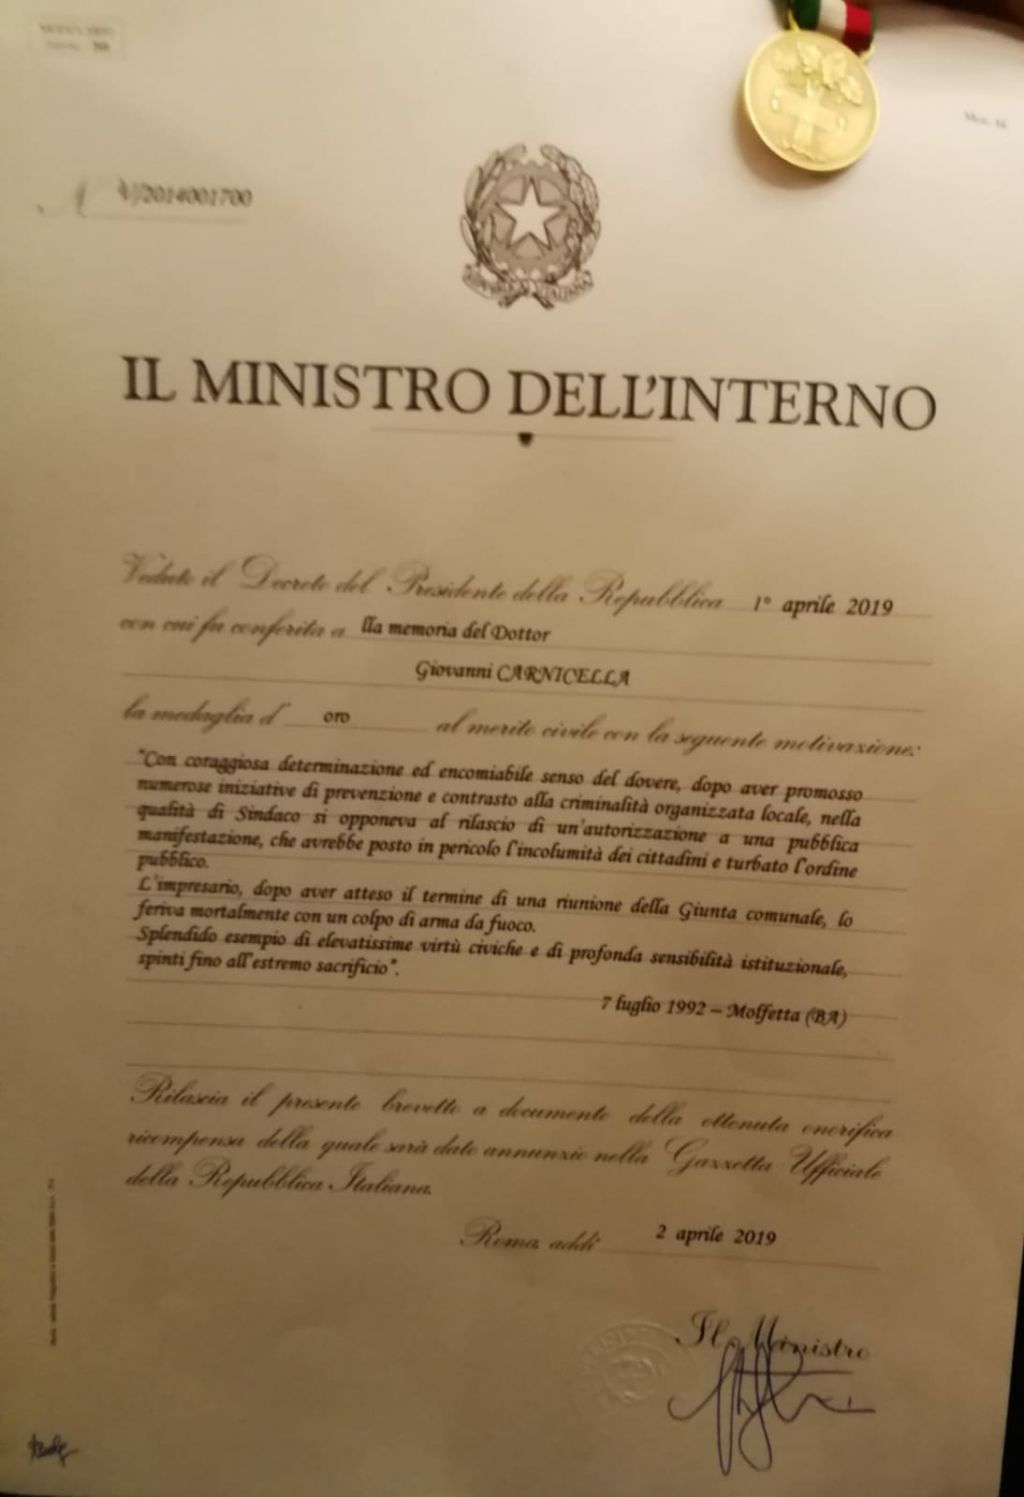 V/2014001700
REPVBBLICA ITALIANA
IL MINISTRO DELL'INTERNO
Veduto il Decreto del Presidente della Repubblica 1° aprile 2019
con cui fu conferita a lla memoria del Dottor
Giovanni CARNICELLA
la medaglia d' oro al merito civile con la seguente motivazione:
"Con coraggiosa determinazione ed encomiabile senso del dovere, dopo aver promosso
numerose iniziative di prevenzione e contrasto alla criminalità organizzata locale, nella
qualità di Sindaco si opponeva al rilascio di un'autorizzazione a una pubblica
manifestazione, che avrebbe posto in pericolo l'incolumità dei cittadini e turbato l'ordine
pubblico.
L'impresario, dopo aver atteso il termine di una riunione della Giunta comunale, lo
feriva mortalmente con un colpo di arma da fuoco.
Splendido esempio di elevatissime virtù civiche e di profonda sensibilità istituzionale,
spinti fino all'estremo sacrificio".
7 luglio 1992 – Molfetta (BA)
Rilascia il presente brevetto a documento della ottenuta onorifica
ricompensa della quale sarà dato annunzio nella Gazzetta Ufficiale
della Repubblica Italiana.
Roma, addì 2 aprile 2019
Il Ministro